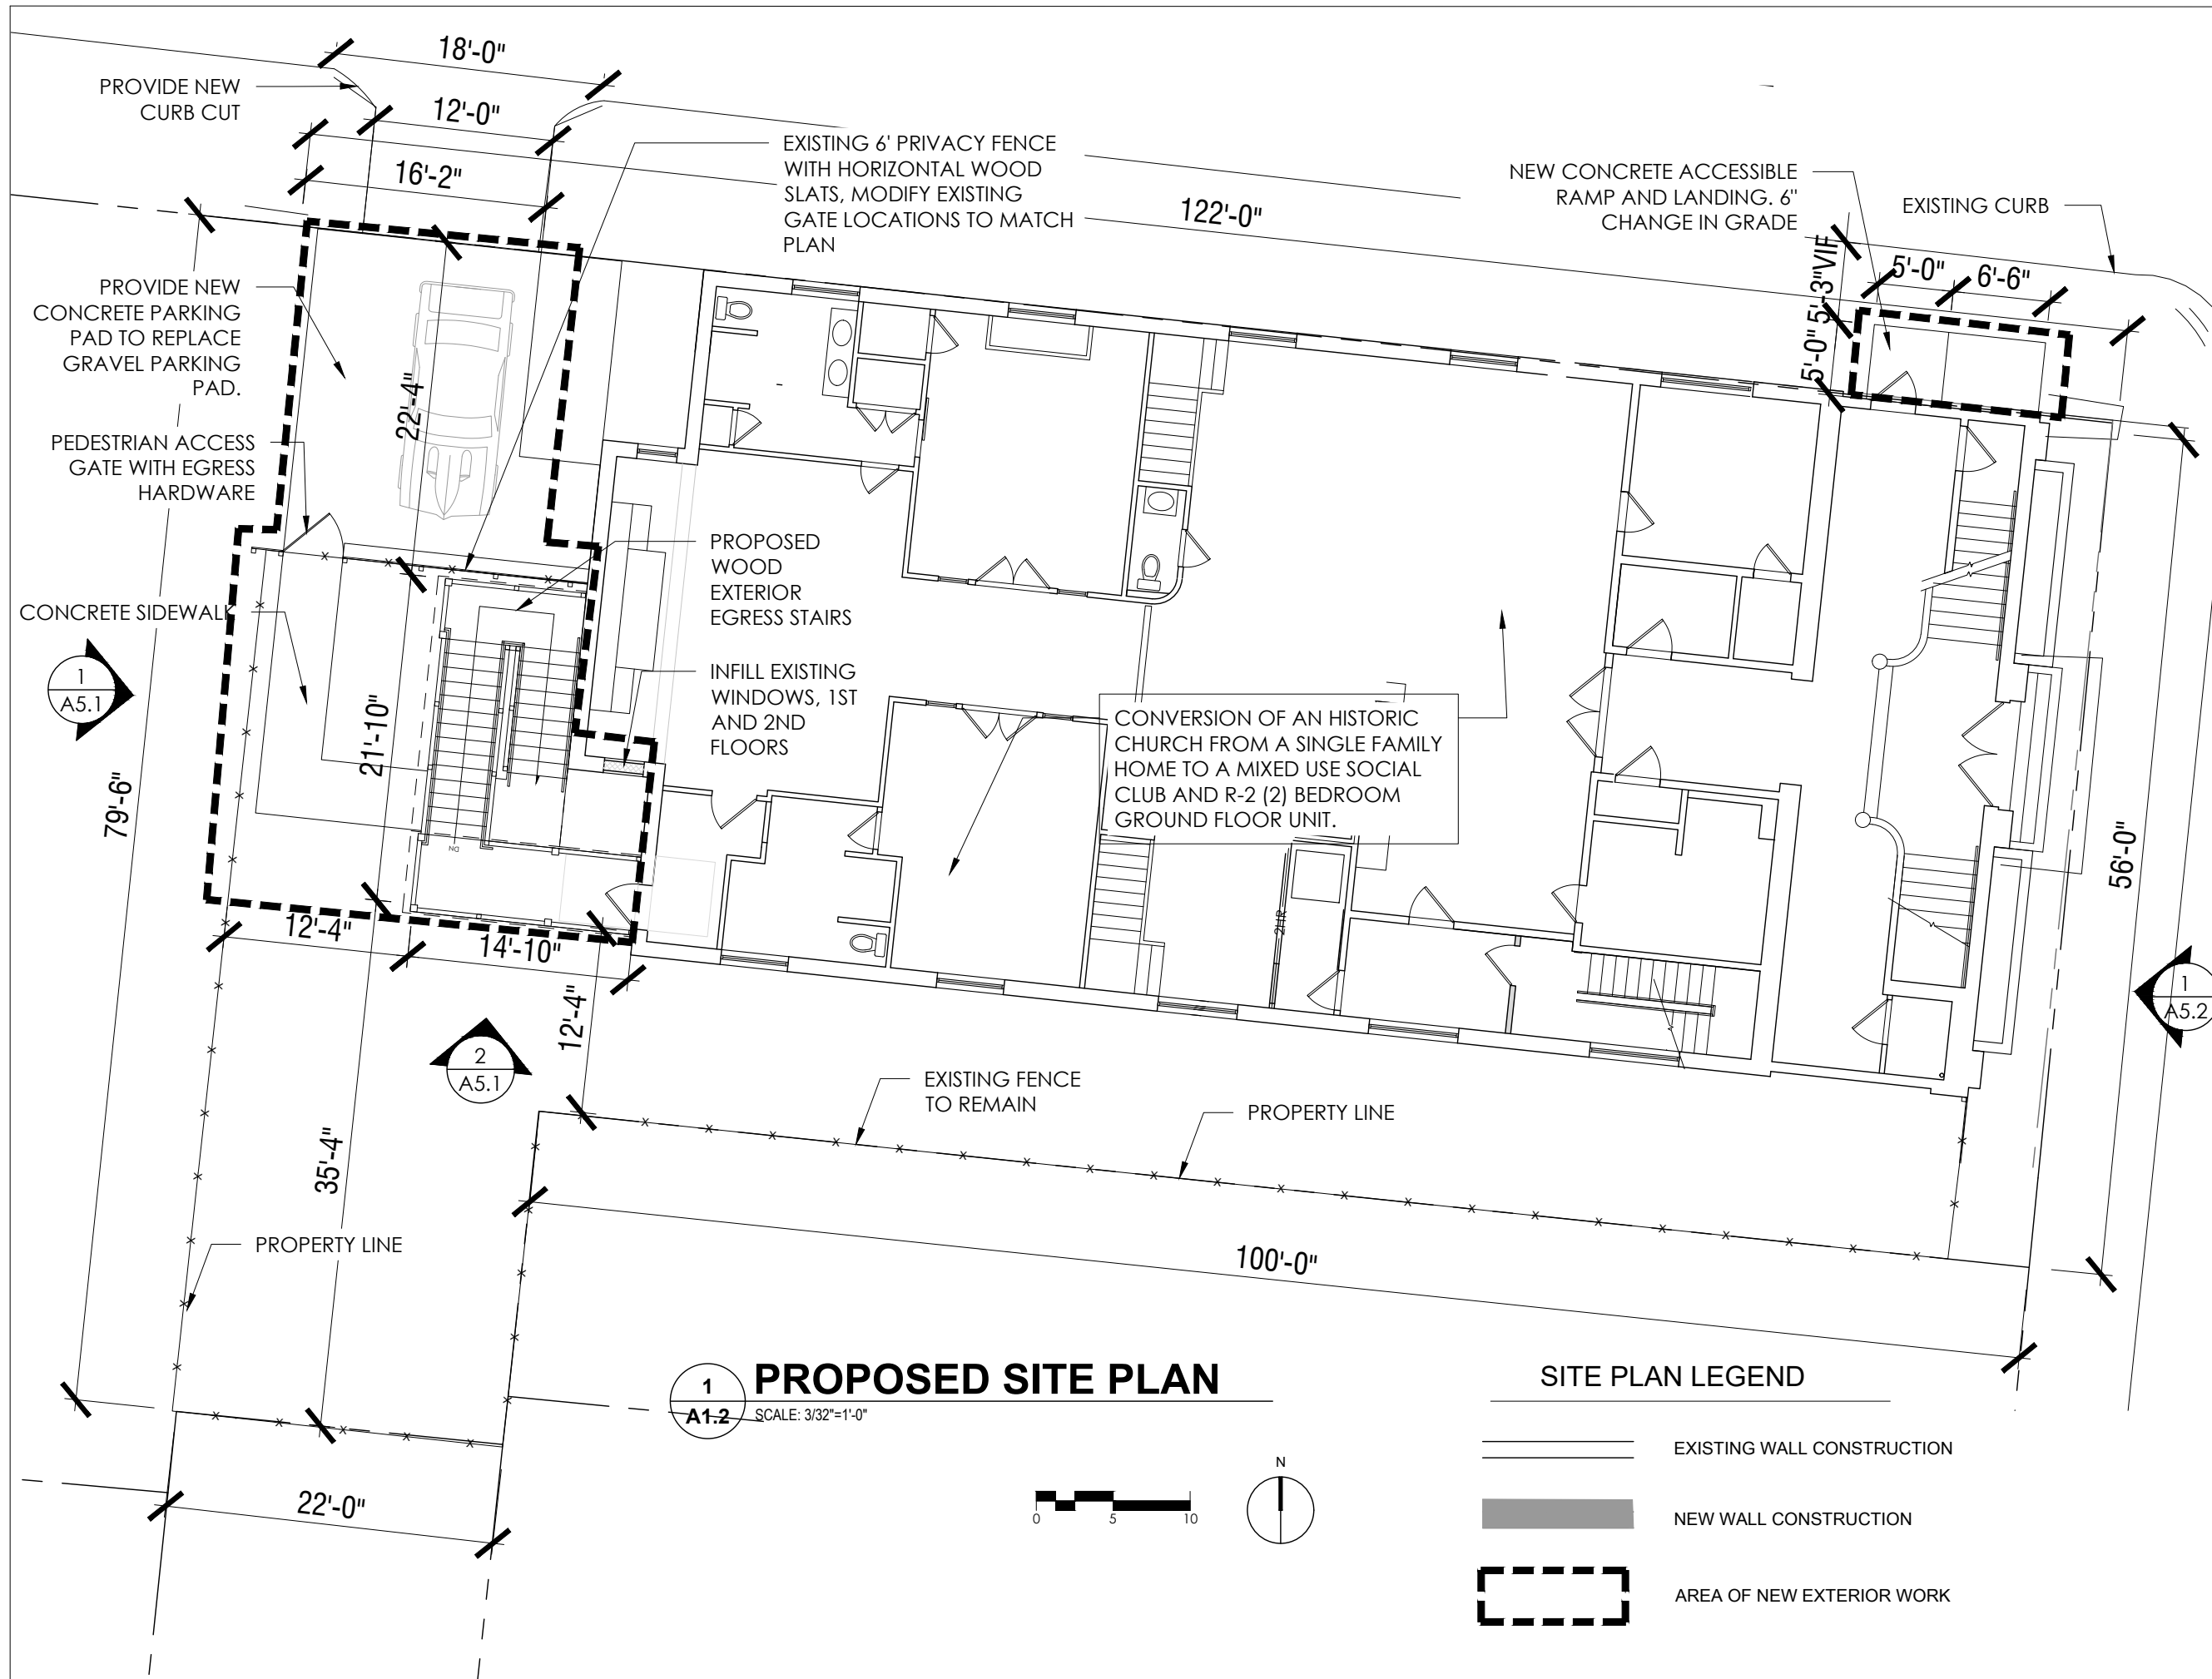 18'-0"
PROVIDE NEW
CURB CUT
12'-0"
16'-2"
EXISTING 6' PRIVACY FENCE
WITH HORIZONTAL WOOD
SLATS, MODIFY EXISTING
GATE LOCATIONS TO MATCH
PLAN
122'-0"
NEW CONCRETE ACCESSIBLE
RAMP AND LANDING. 6"
CHANGE IN GRADE
EXISTING CURB
5'-3"VIF
5'-0"
5'-0"
6'-6"
PROVIDE NEW
CONCRETE PARKING
PAD TO REPLACE
GRAVEL PARKING
PAD.
22'-4"
PEDESTRIAN ACCESS
GATE WITH EGRESS
HARDWARE
PROPOSED
WOOD
EXTERIOR
EGRESS STAIRS
CONCRETE SIDEWALK
1
A5.1
INFILL EXISTING
WINDOWS, 1ST
AND 2ND
FLOORS
21'-10"
79'-6"
CONVERSION OF AN HISTORIC
CHURCH FROM A SINGLE FAMILY
HOME TO A MIXED USE SOCIAL
CLUB AND R-2 (2) BEDROOM
GROUND FLOOR UNIT.
DN
2HR
56'-0"
12'-4"
14'-10"
12'-4"
1
A5.2
2
A5.1
EXISTING FENCE
TO REMAIN
PROPERTY LINE
35'-4"
PROPERTY LINE
100'-0"
1
A1.2
PROPOSED SITE PLAN
SCALE: 3/32"=1'-0"
22'-0"
0 5 10
N
SITE PLAN LEGEND
EXISTING WALL CONSTRUCTION
NEW WALL CONSTRUCTION
AREA OF NEW EXTERIOR WORK